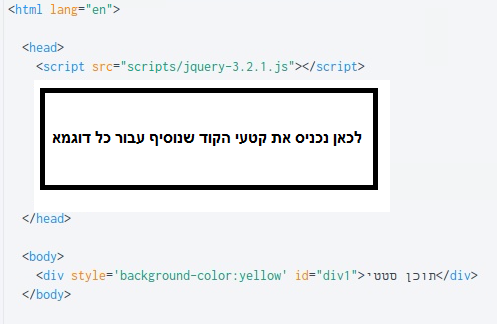 <html lang="en">
<head>
<script src="scripts/jquery-3.2.1.js"></script>
לכאן נכניס את קטעי הקוד שנוסיף עבור כל דוגמא
</head>
<body>
<div style='background-color:yellow' id="div1">תוכן סטטי</div>
</body>